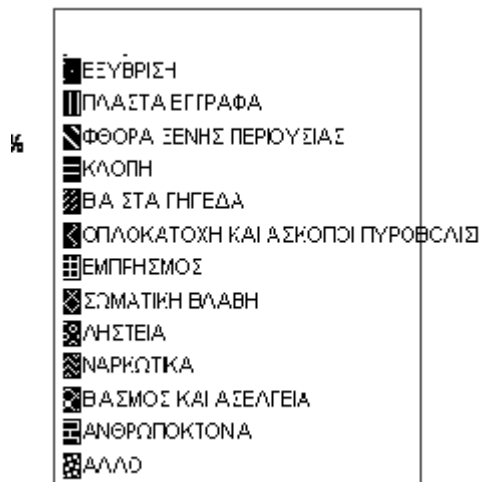 %
ΕΞΥΒΡΙΣΗ
ΠΛΑΣΤΑ ΕΓΓΡΑΦΑ
ΦΘΟΡΑ ΞΕΝΗΣ ΠΕΡΙΟΥΣΙΑΣ
ΚΛΟΠΗ
ΒΙΑ ΣΤΑ ΓΗΓΕΔΑ
ΟΠΛΟΚΑΤΟΧΗ ΚΑΙ ΑΣΚΟΠΟΙ ΠΥΡΟΒΟΛΙΣ
ΕΜΠΡΗΣΜΟΣ
ΣΩΜΑΤΙΚΗ ΒΛΑΒΗ
ΛΗΣΤΕΙΑ
ΝΑΡΚΩΤΙΚΑ
ΒΙΑΣΜΟΣ ΚΑΙ ΑΣΕΛΓΕΙΑ
ΑΝΘΡΩΠΟΚΤΟΝΙΑ
ΑΛΛΟ